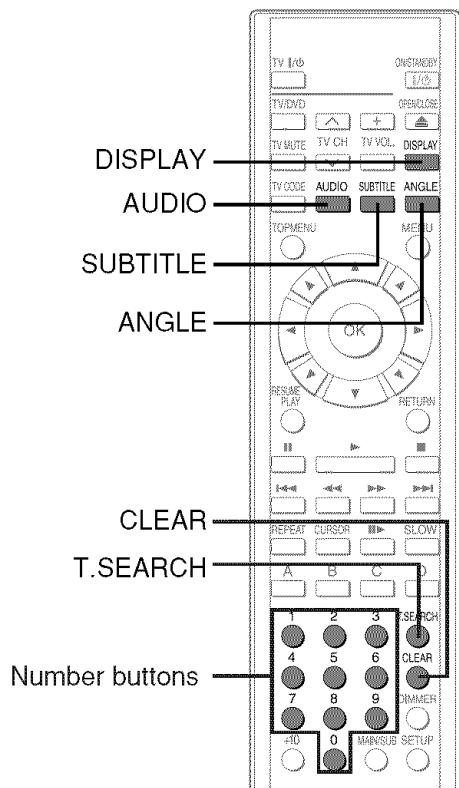 TV I/⏻ ON/STANDBY
I/⏻
TV/DVD OPEN/CLOSE
TV MUTE TV CH + TV VOL. DISPLAY
DISPLAY
TV CODE AUDIO SUBTITLE ANGLE
AUDIO
TOPMENU MENU
SUBTITLE
ANGLE
OK
RESUME
PLAY RETURN
CLEAR
REPEAT CURSOR SLOW
T.SEARCH
A B C D
1 2 3 T.SEARCH
4 5 6 CLEAR
Number buttons
7 8 9 DIMMER
+10 0 MAIN/SUB SETUP